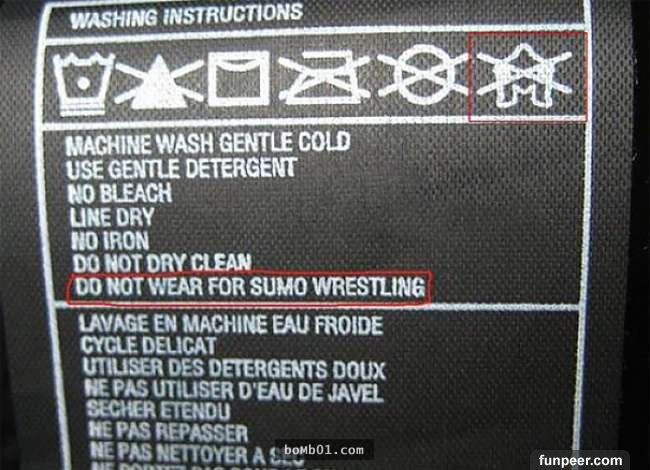 WASHING INSTRUCTIONS
MACHINE WASH GENTLE COLD
USE GENTLE DETERGENT
NO BLEACH
LINE DRY
NO IRON
DO NOT DRY CLEAN
DO NOT WEAR FOR SUMO WRESTLING
LAVAGE EN MACHINE EAU FROIDE
CYCLE DELICAT
UTILISER DES DETERGENTS DOUX
NE PAS UTILISER D'EAU DE JAVEL
SECHER ETENDU
NE PAS REPASSER
NE PAS NETTOYER A
boMb01.com
funpeer.com